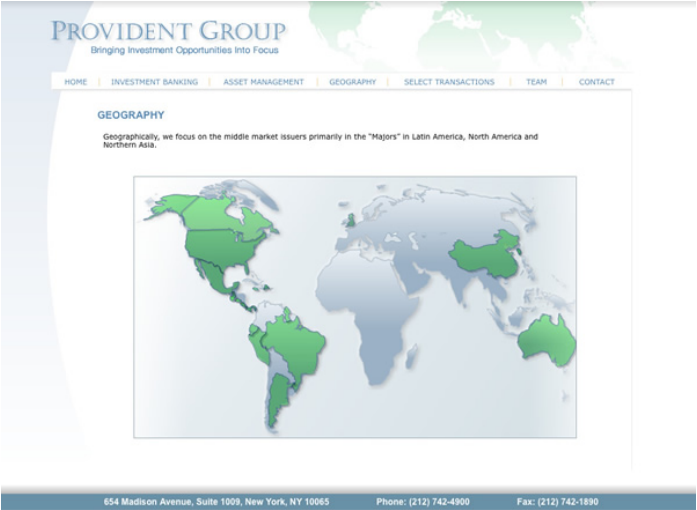 PROVIDENT GROUP
Bringing Investment Opportunities Into Focus
HOME INVESTMENT BANKING ASSET MANAGEMENT GEOGRAPHY SELECT TRANSACTIONS TEAM CONTACT
GEOGRAPHY
Geographically, we focus on the middle market issuers primarily in the "Majors" in Latin America, North America and
Northern Asia.
654 Madison Avenue, Suite 1009, New York, NY 10065 Phone: (212) 742-4900 Fax: (212) 742-1890